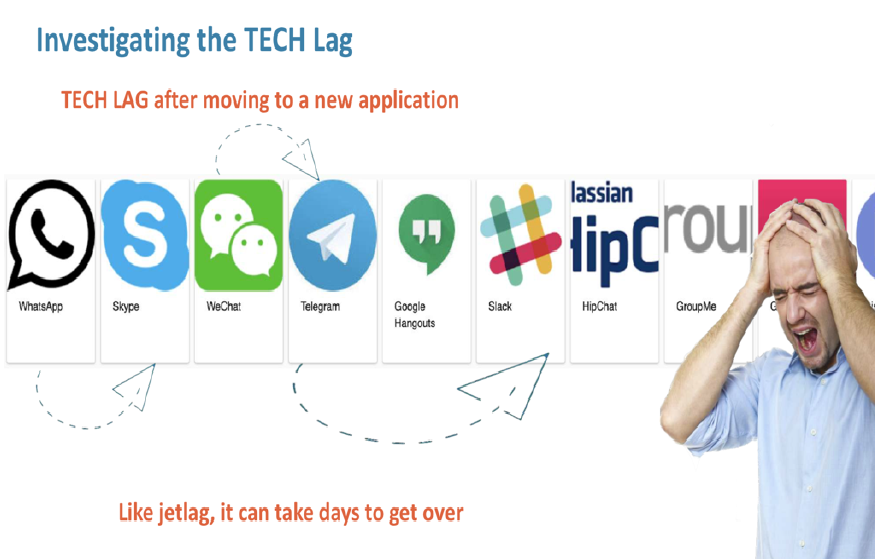 Investigating the TECH Lag
TECH LAG after moving to a new application
S
lassian
HipC
rou
WhatsApp
Skype
WeChat
Telegram
Google
Hangouts
Slack
HipChat
GroupMe
G
Like jetlag, it can take days to get over